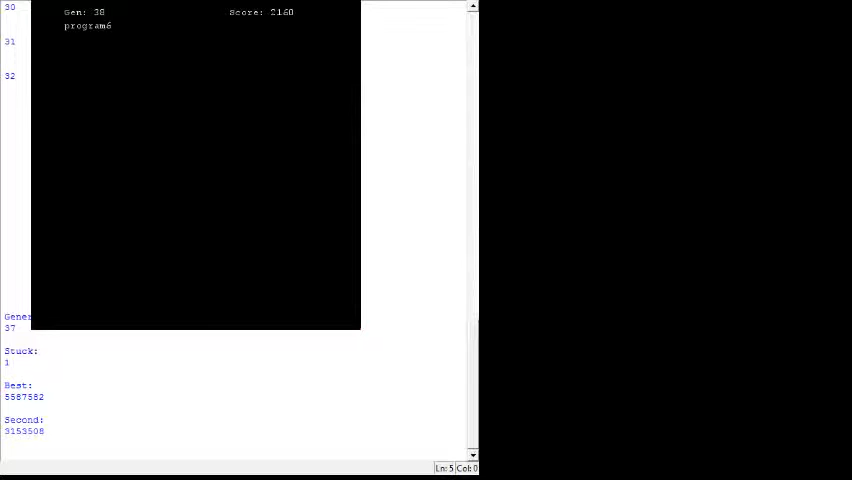 30
Gen: 38 Score: 2160
program6
31
32
Gener
37
Stuck:
1
Best:
5587582
Second:
3153508
Ln: 5 Col: 0